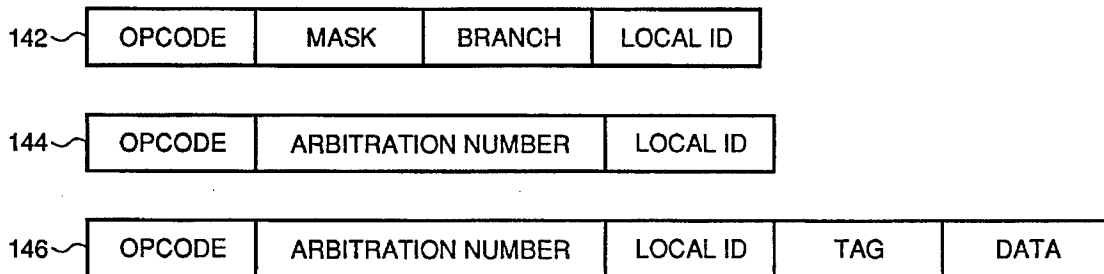 142 OPCODE MASK BRANCH LOCAL ID
144 OPCODE ARBITRATION NUMBER LOCAL ID
146 OPCODE ARBITRATION NUMBER LOCAL ID TAG DATA